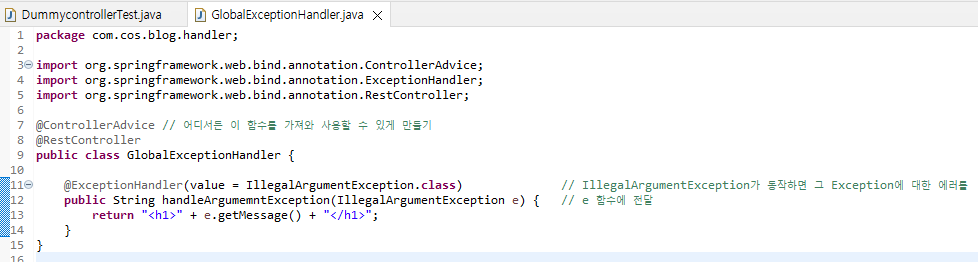 DummycontrollerTest.java
GlobalExceptionHandler.java
1 package com.cos.blog.handler;
2
3 import org.springframework.web.bind.annotation.ControllerAdvice;
4 import org.springframework.web.bind.annotation.ExceptionHandler;
5 import org.springframework.web.bind.annotation.RestController;
6
7 @ControllerAdvice // 어디서든 이 함수를 가져와 사용할 수 있게 만들기
8 @RestController
9 public class GlobalExceptionHandler {
10
11 @ExceptionHandler(value = IllegalArgumentException.class) // IllegalArgumentException가 동작하면 그 Exception에 대한 에러를
12 public String handleArgumemntException(IllegalArgumentException e) { // e 함수에 전달
13 return "<h1>" + e.getMessage() + "</h1>";
14 }
15 }
16